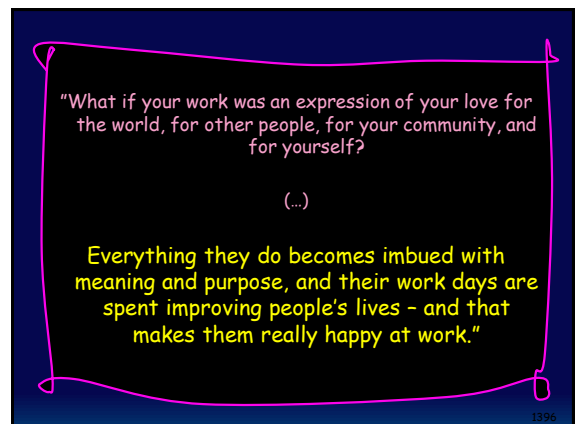 "What if your work was an expression of your love for
the world, for other people, for your community, and
for yourself?
(…)
Everything they do becomes imbued with
meaning and purpose, and their work days are
spent improving people's lives – and that
makes them really happy at work."
1396